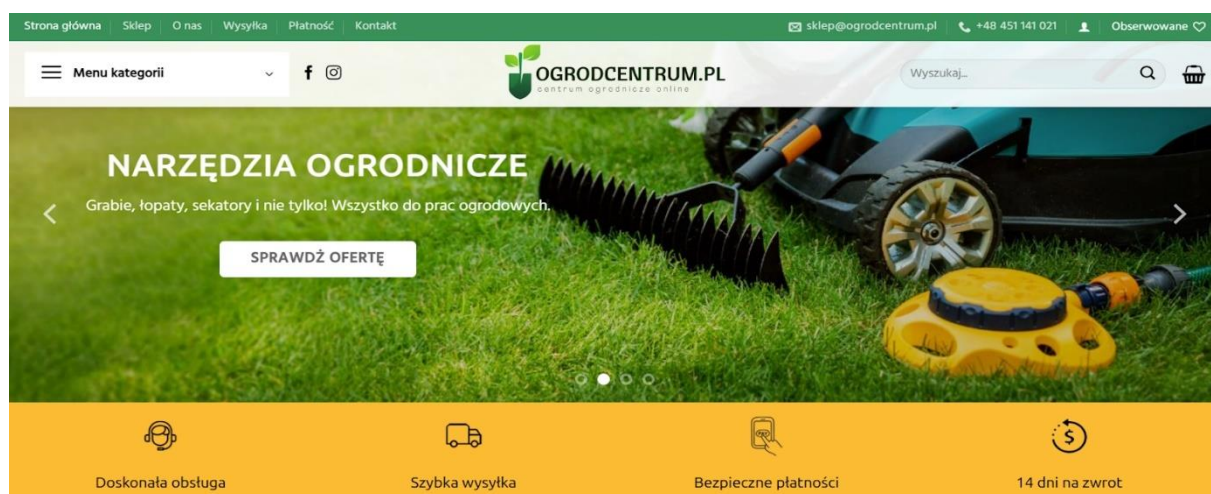 Strona główna Sklep O nas Wysyłka Płatność Kontakt sklep@ogrodcentrum.pl +48 451 141 021 Obserwowane
Menu kategorii f OGRODCENTRUM.PL Wyszukaj...
centrum ogrodnicze online
NARZĘDZIA OGRODNICZE
Grabie, łopaty, sekatory i nie tylko! Wszystko do prac ogrodowych.
SPRAWDŹ OFERTĘ
Doskonała obsługa Szybka wysyłka Bezpieczne płatności 14 dni na zwrot